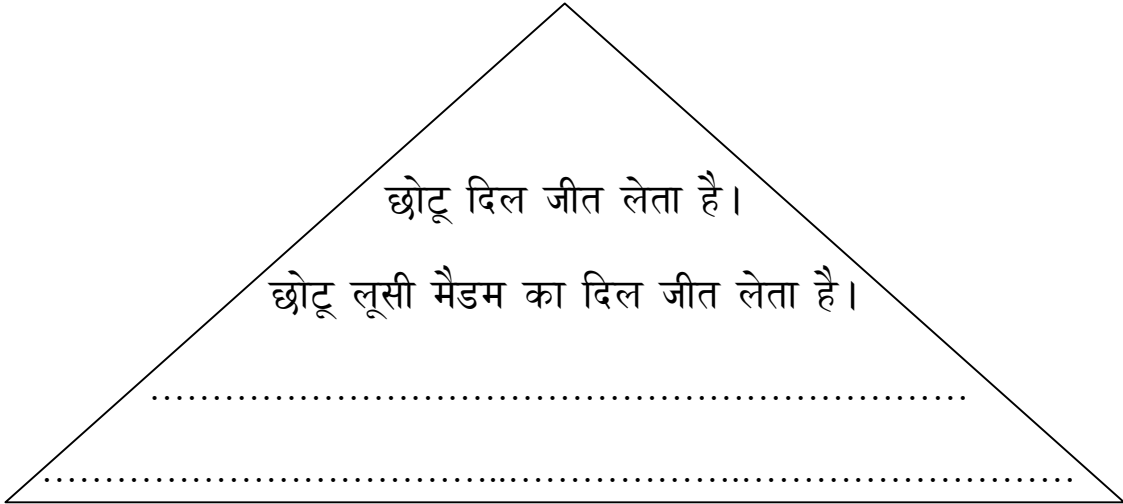 छोटू दिल जीत लेता है।
छोटू लूसी मैडम का दिल जीत लेता है।